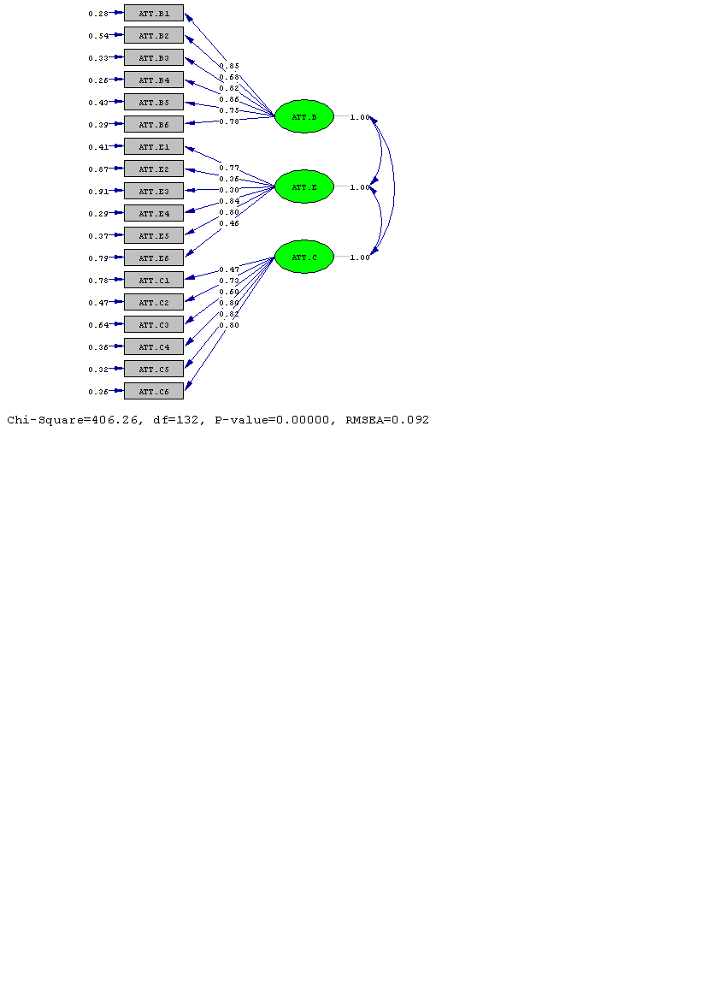 0.28 ATT.B1
0.54 ATT.B2
0.33 ATT.B3
0.26 ATT.B4
0.43 ATT.B5
0.39 ATT.B6
0.41 ATT.E1
0.87 ATT.E2
0.91 ATT.E3
0.29 ATT.E4
0.37 ATT.E5
0.79 ATT.E6
0.78 ATT.C1
0.47 ATT.C2
0.64 ATT.C3
0.36 ATT.C4
0.32 ATT.C5
0.36 ATT.C6
0.85
0.68
0.82
0.86
0.75
0.78
0.77
0.36
0.30
0.84
0.80
0.46
0.47
0.73
0.60
0.80
0.82
0.80
ATT.B 1.00
ATT.E 1.00
ATT.C 1.00
Chi-Square=406.26, df=132, P-value=0.00000, RMSEA=0.092